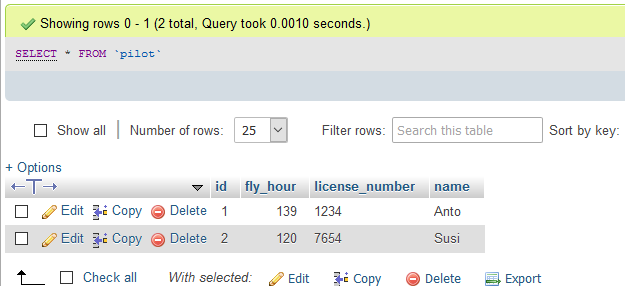 Showing rows 0 - 1 (2 total, Query took 0.0010 seconds.)
SELECT * FROM `pilot`
Show all Number of rows: 25 Filter rows: Search this table Sort by key:
+ Options
id fly_hour license_number name
Edit Copy Delete 1 139 1234 Anto
Edit Copy Delete 2 120 7654 Susi
Check all With selected: Edit Copy Delete Export